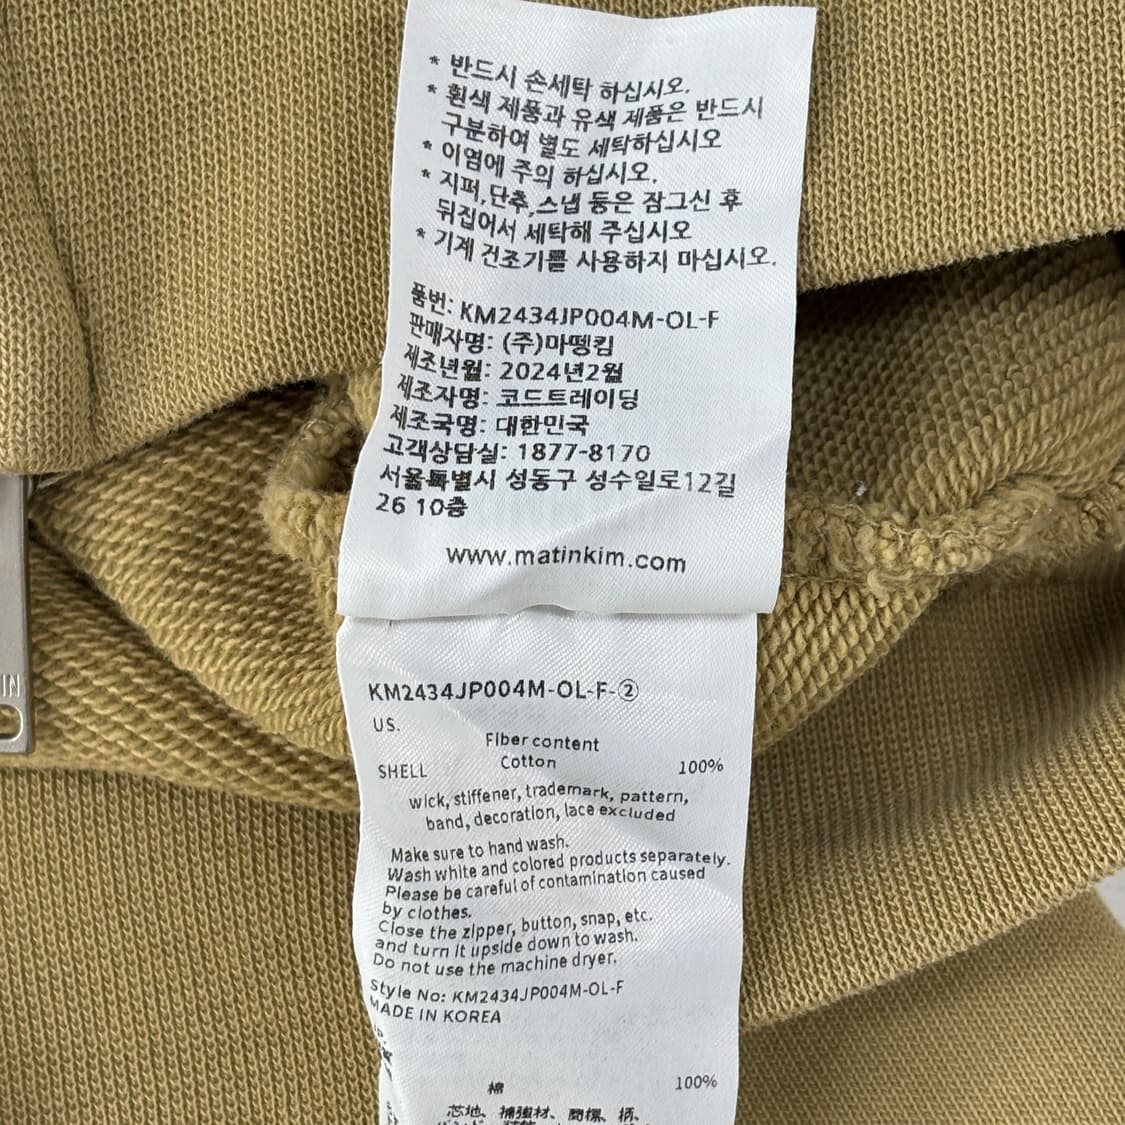 * 반드시 손세탁 하십시오.
* 흰색 제품과 유색 제품은 반드시
구분하여 별도 세탁하십시오
* 이염에 주의 하십시오.
* 지퍼,단추,스냅 등은 잠그신 후
뒤집어서 세탁해 주십시오
* 기계 건조기를 사용하지 마십시오.
품번: KM2434JP004M-OL-F
판매자명: (주)마뗑킴
제조년월: 2024년2월
제조자명: 코드트레이딩
제조국명: 대한민국
고객상담실: 1877-8170
서울특별시 성동구 성수일로12길
26 10층
www.matinkim.com
KM2434JP004M-OL-F-②
US.
Fiber content
SHELL Cotton 100%
wick, stiffener, trademark, pattern,
band, decoration, lace excluded
Make sure to hand wash.
Wash white and colored products separately.
Please be careful of contamination caused
by clothes.
Close the zipper, button, snap, etc.
and turn it upside down to wash.
Do not use the machine dryer.
Style No: KM2434JP004M-OL-F
MADE IN KOREA
棉 100%
芯地、補強材、商標、柄、
IN